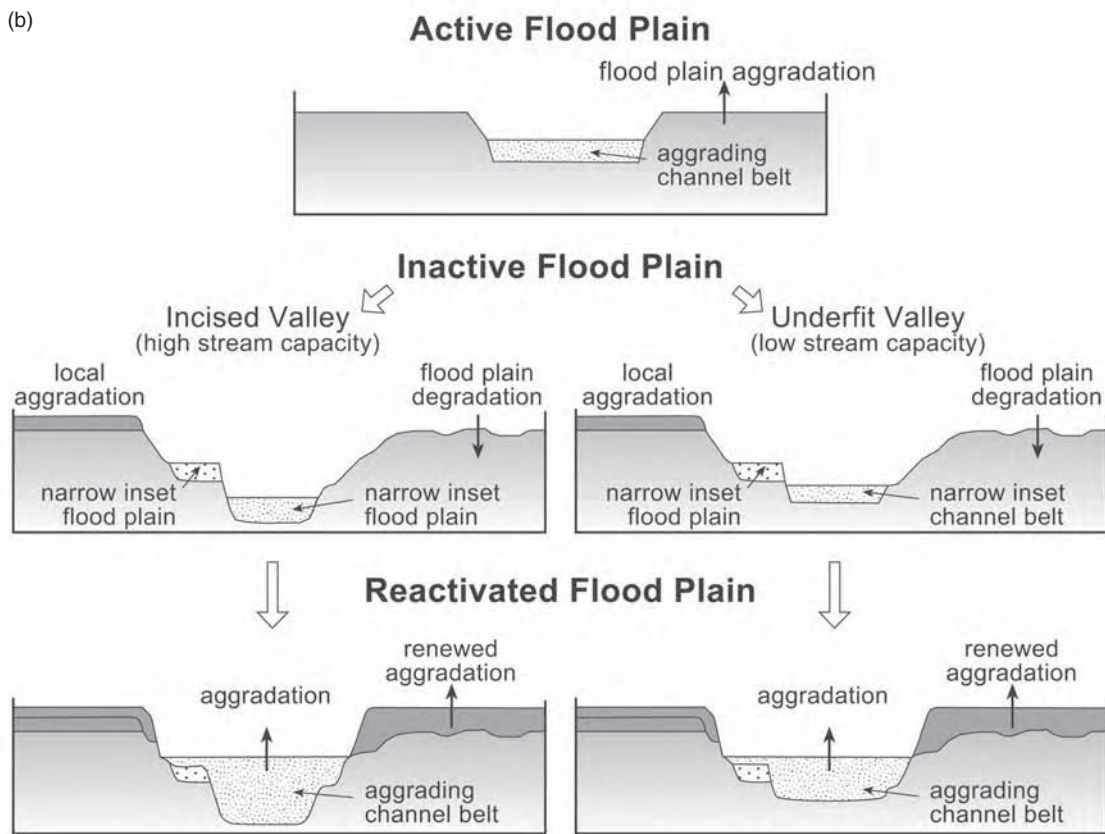 (b)
Active Flood Plain
flood plain aggradation
aggrading
channel belt
Inactive Flood Plain
Incised Valley
(high stream capacity)
Underfit Valley
(low stream capacity)
local
aggradation
flood plain
degradation
local
aggradation
flood plain
degradation
narrow inset
flood plain
narrow inset
flood plain
narrow inset
flood plain
narrow inset
channel belt
Reactivated Flood Plain
aggradation
renewed
aggradation
aggradation
renewed
aggradation
aggrading
channel belt
aggrading
channel belt